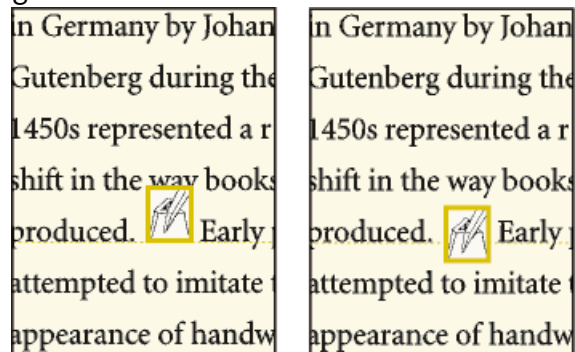 in Germany by Johan
Gutenberg during the
1450s represented a r
shift in the way books
produced. Early
attempted to imitate
appearance of handw
in Germany by Johan
Gutenberg during the
1450s represented a r
shift in the way books
produced. Early
attempted to imitate
appearance of handw